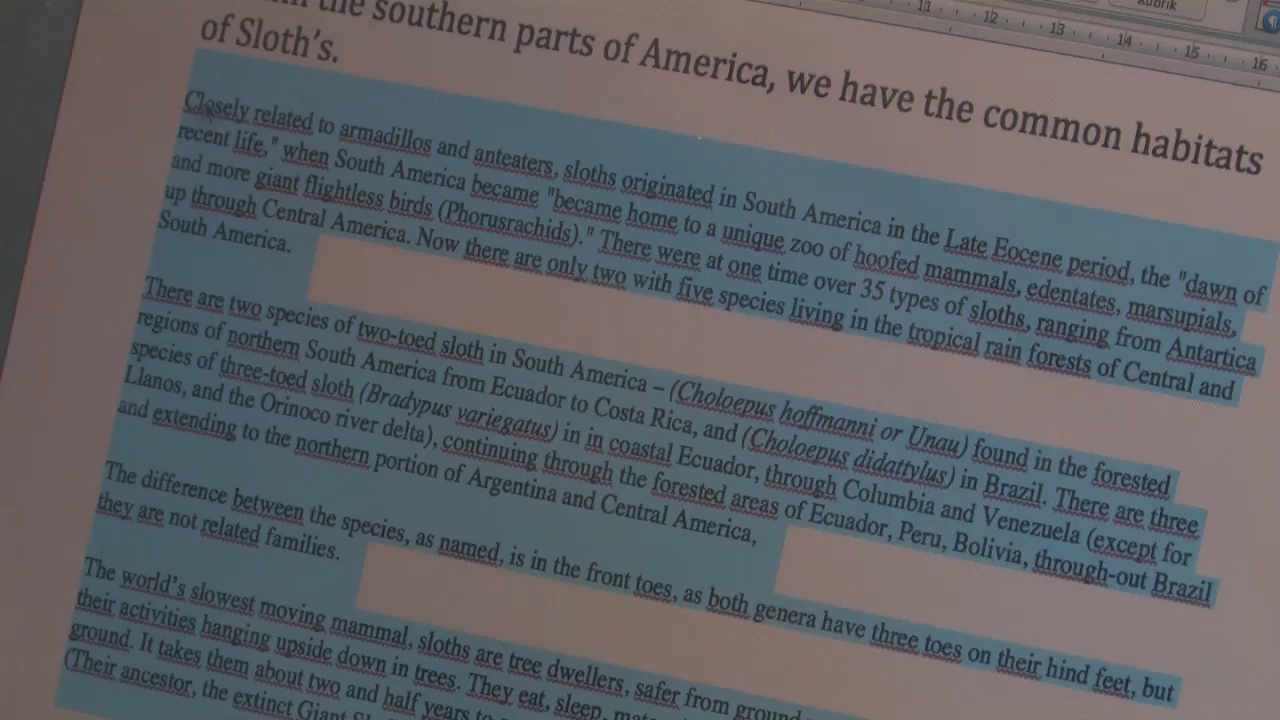 Rubrik
11 12 13 14 15 16
the southern parts of America, we have the common habitats
of Sloth's.
Closely related to armadillos and anteaters, sloths originated in South America in the Late Eocene period, the "dawn of
recent life," when South America became "became home to a unique zoo of hoofed mammals, edentates, marsupials,
and more giant flightless birds (Phorusrachids)." There were at one time over 35 types of sloths, ranging from Antartica
up through Central America. Now there are only two with five species living in the tropical rain forests of Central and
South America.
There are two species of two-toed sloth in South America – (Choloepus hoffmanni or Unau) found in the forested
regions of northern South America from Ecuador to Costa Rica, and (Choloepus didattylus) in Brazil. There are three
species of three-toed sloth (Bradypus variegatus) in in coastal Ecuador, through Columbia and Venezuela (except for
Llanos, and the Orinoco river delta), continuing through the forested areas of Ecuador, Peru, Bolivia, through-out Brazil
and extending to the northern portion of Argentina and Central America,
The difference between the species, as named, is in the front toes, as both genera have three toes on their hind feet, but
they are not related families.
The world's slowest moving mammal, sloths are tree dwellers, safer from ground
their activities hanging upside down in trees. They eat, sleep,
ground. It takes them about two and half years to
(Their ancestor, the extinct Giant